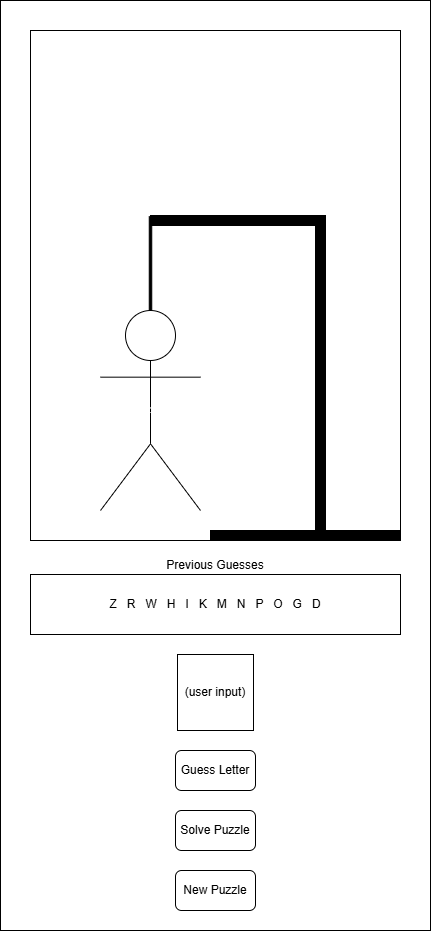 Previous Guesses
Z R W H I K M N P O G D
(user input)
Guess Letter
Solve Puzzle
New Puzzle